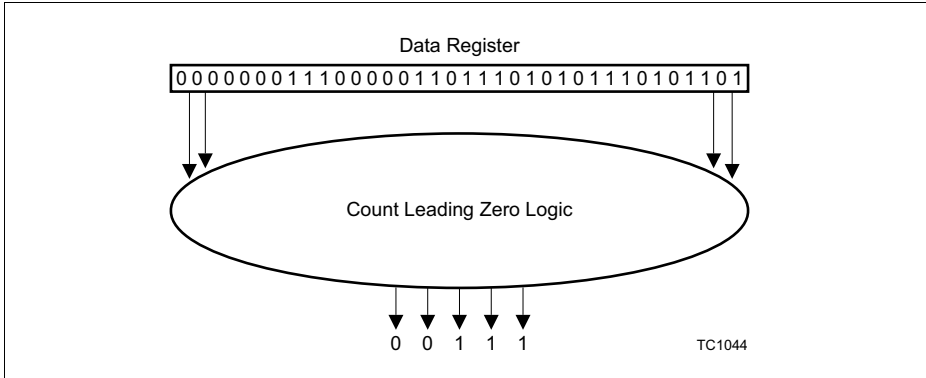 Data Register
0 0 0 0 0 0 0 1 1 1 0 0 0 0 0 1 1 0 1 1 1 0 1 0 1 0 1 1 1 0 1 0 1 1 0 1
Count Leading Zero Logic
0 0 1 1 1
TC1044